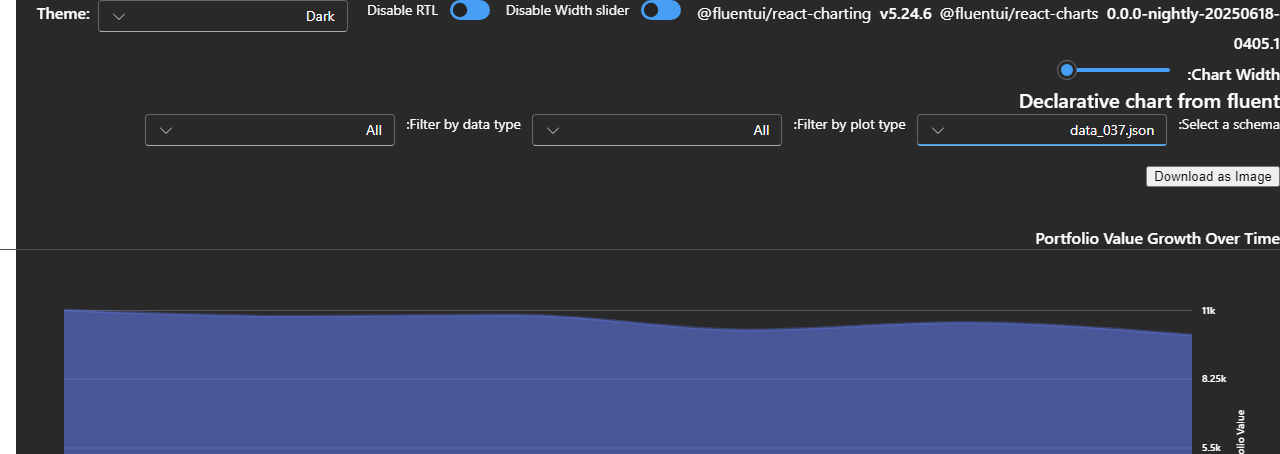 Theme: Dark Disable RTL Disable Width slider @fluentui/react-charting v5.24.6 @fluentui/react-charts 0.0.0-nightly-20250618-
0405.1
:Chart Width
Declarative chart from fluent
:Select a schema data_037.json :Filter by plot type All :Filter by data type All
Download as Image
Portfolio Value Growth Over Time
11k
8.25k
5.5k
Value